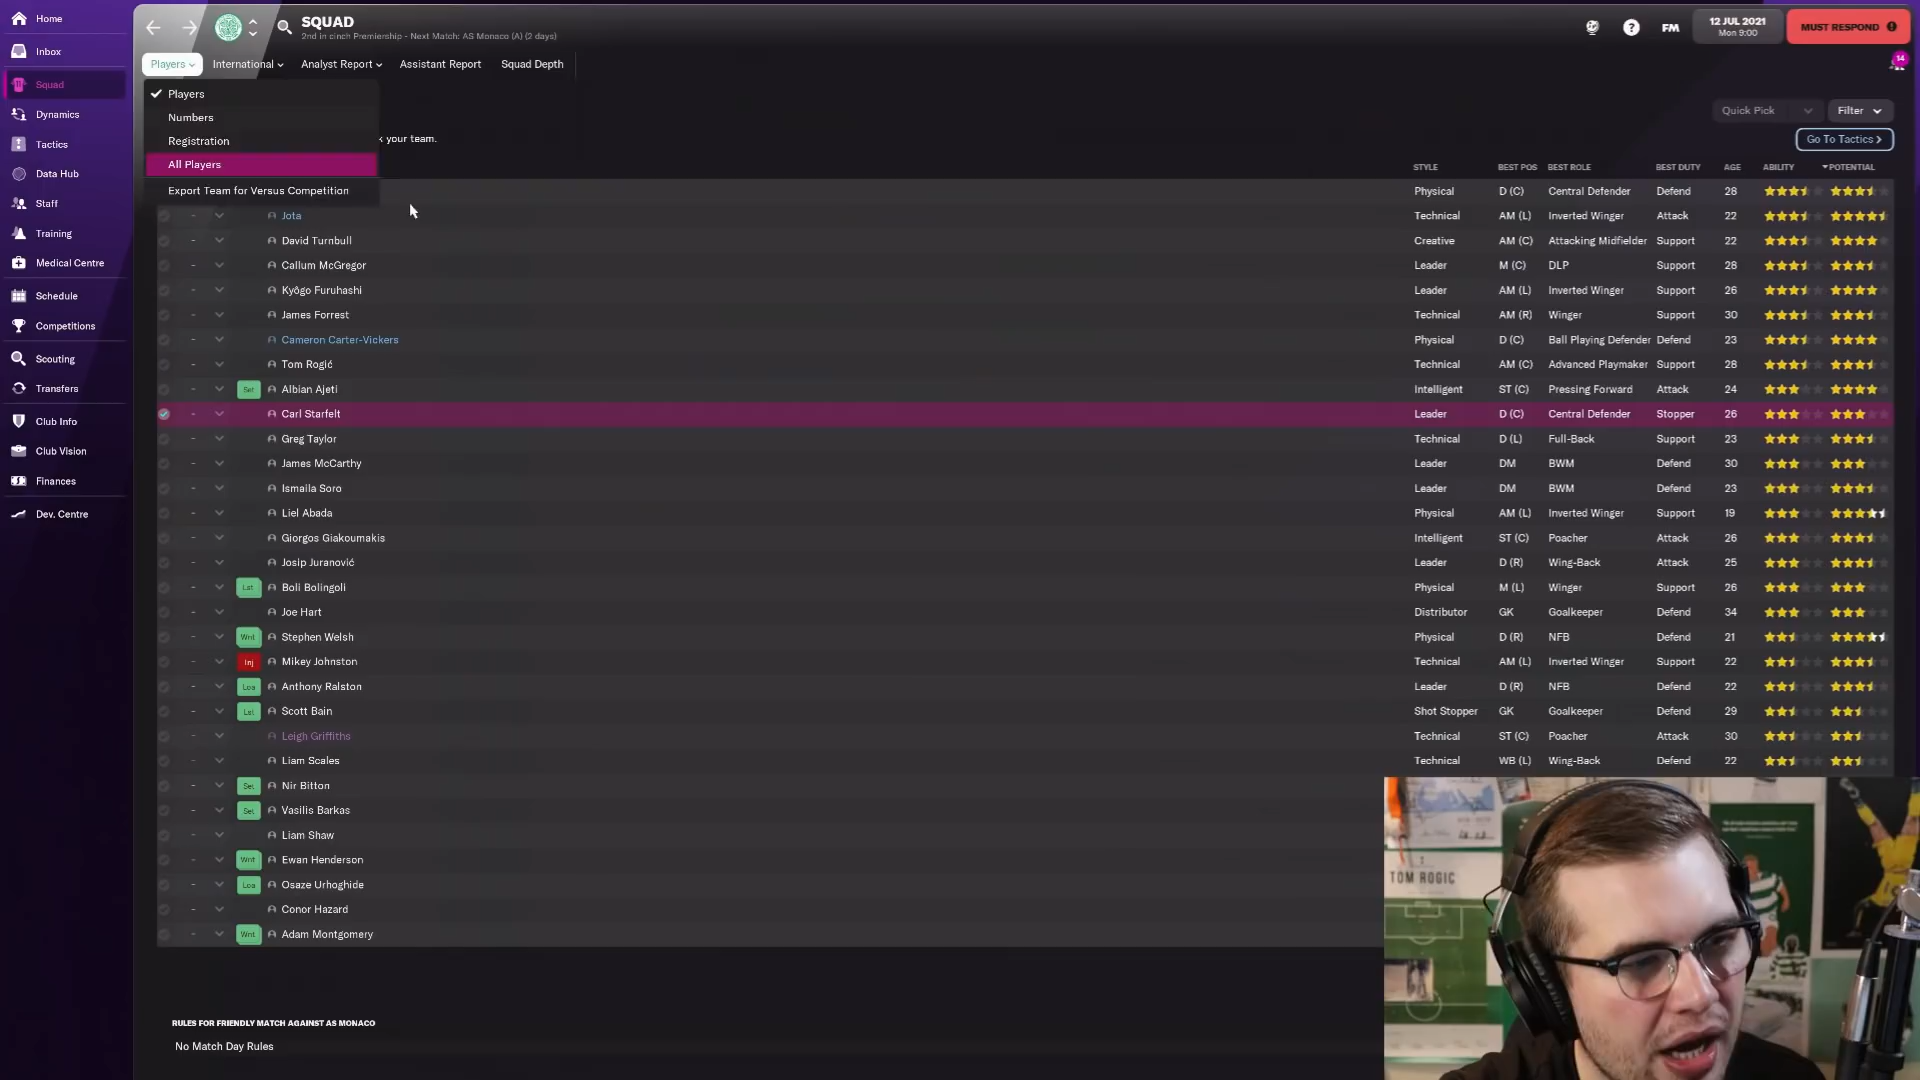 Home
SQUAD
2nd in cinch Premiership - Next Match: AS Monaco (A) (2 days)
FM
12 JUL 2021
Mon 9:00
MUST RESPOND
Inbox
Squad
Dynamics
Tactics
Data Hub
Staff
Training
Medical Centre
Schedule
Competitions
Scouting
Transfers
Club Info
Club Vision
Finances
Dev. Centre
Players International Analyst Report Assistant Report Squad Depth
14
Players
Numbers
Registration
All Players
Export Team for Versus Competition
k your team.
Quick Pick Filter
Go To Tactics
STYLE BEST POS BEST ROLE BEST DUTY AGE ABILITY POTENTIAL
Physical D (C) Central Defender Defend 28
Jota Technical AM (L) Inverted Winger Attack 22
David Turnbull Creative AM (C) Attacking Midfielder Support 22
Callum McGregor Leader M (C) DLP Support 28
Kyôgo Furuhashi Leader AM (L) Inverted Winger Support 26
James Forrest Technical AM (R) Winger Support 30
Cameron Carter-Vickers Physical D (C) Ball Playing Defender Defend 23
Tom Rogić Technical AM (C) Advanced Playmaker Support 28
Albian Ajeti Intelligent ST (C) Pressing Forward Attack 24
Carl Starfelt Leader D (C) Central Defender Stopper 26
Greg Taylor Technical D (L) Full-Back Support 23
James McCarthy Leader DM BWM Defend 30
Ismaila Soro Leader DM BWM Defend 23
Liel Abada Physical AM (L) Inverted Winger Support 19
Giorgos Giakoumakis Intelligent ST (C) Poacher Attack 26
Josip Juranović Leader D (R) Wing-Back Attack 25
Boli Bolingoli Physical M (L) Winger Support 26
Joe Hart Distributor GK Goalkeeper Defend 34
Wnt Stephen Welsh Physical D (R) NFB Defend 21
Inj Mikey Johnston Technical AM (L) Inverted Winger Support 22
Loa Anthony Ralston Leader D (R) NFB Defend 22
Scott Bain Shot Stopper GK Goalkeeper Defend 29
Leigh Griffiths Technical ST (C) Poacher Attack 30
Liam Scales Technical WB (L) Wing-Back Defend 22
Nir Bitton
Vasilis Barkas
Liam Shaw
Wnt Ewan Henderson
Loa Osaze Urhoghide
Conor Hazard
Wnt Adam Montgomery
TOM ROGIC
RULES FOR FRIENDLY MATCH AGAINST AS MONACO
No Match Day Rules